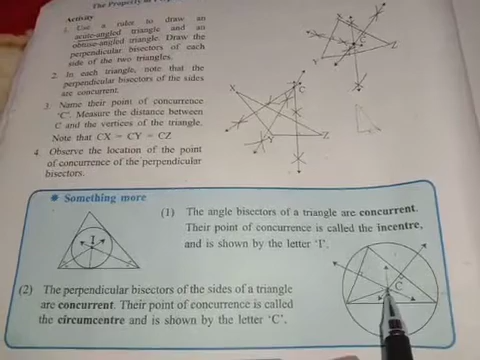 The Property of
Activity
1. Use a ruler to draw an
acute-angled triangle and an
obtuse-angled triangle. Draw the
perpendicular bisectors of each
side of the two triangles.
2. In each triangle, note that the
perpendicular bisectors of the sides
are concurrent.
3. Name their point of concurrence
'C'. Measure the distance between
C and the vertices of the triangle.
Note that CX = CY = CZ
4. Observe the location of the point
of concurrence of the perpendicular
bisectors.
X
Y
Z
X
C
Y
Z
* Something more
I
(1) The angle bisectors of a triangle are concurrent.
Their point of concurrence is called the incentre,
and is shown by the letter 'I'.
(2) The perpendicular bisectors of the sides of a triangle
are concurrent. Their point of concurrence is called
the circumcentre and is shown by the letter 'C'.
C